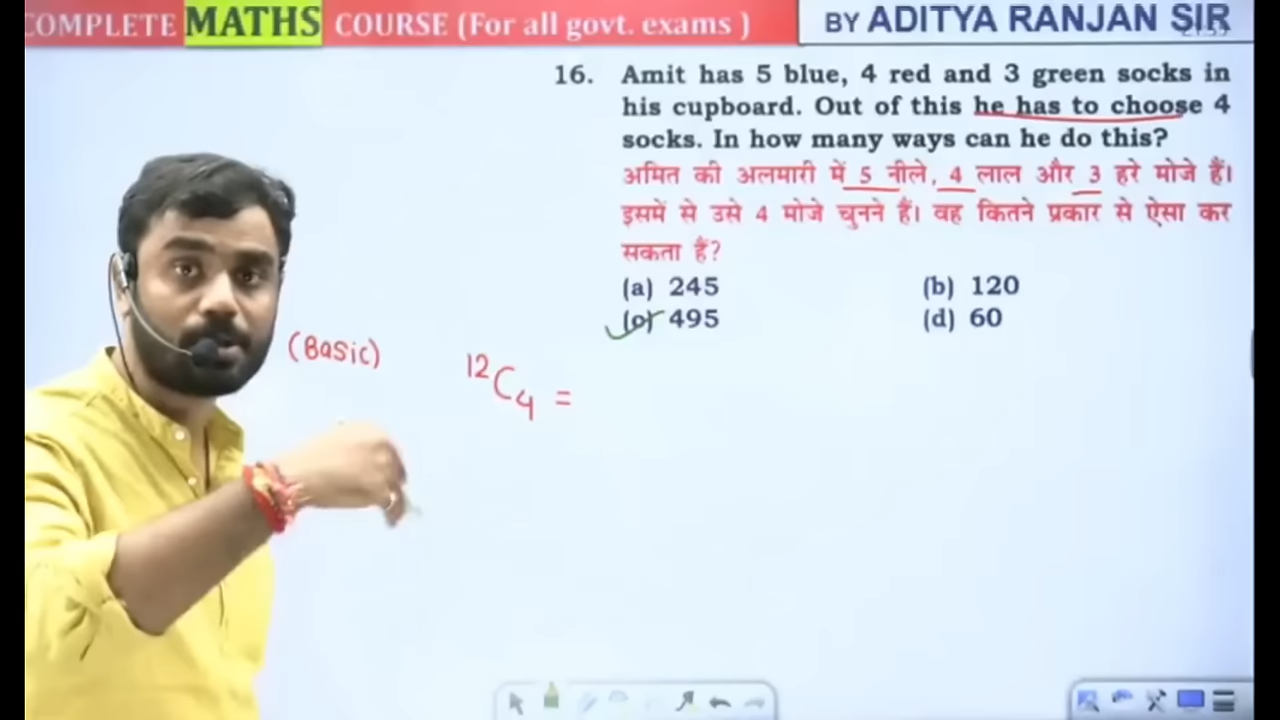 COMPLETE MATHS COURSE (For all govt. exams ) BY ADITYA RANJAN SIR
16. Amit has 5 blue, 4 red and 3 green socks in
his cupboard. Out of this he has to choose 4
socks. In how many ways can he do this?
अमित की अलमारी में 5 नीले, 4 लाल और 3 हरे मोजे हैं।
इसमें से उसे 4 मोजे चुनने हैं। वह कितने प्रकार से ऐसा कर
सकता हैं?
(a) 245 (b) 120
(c) 495 (d) 60
(Basic) ¹²C₄ =